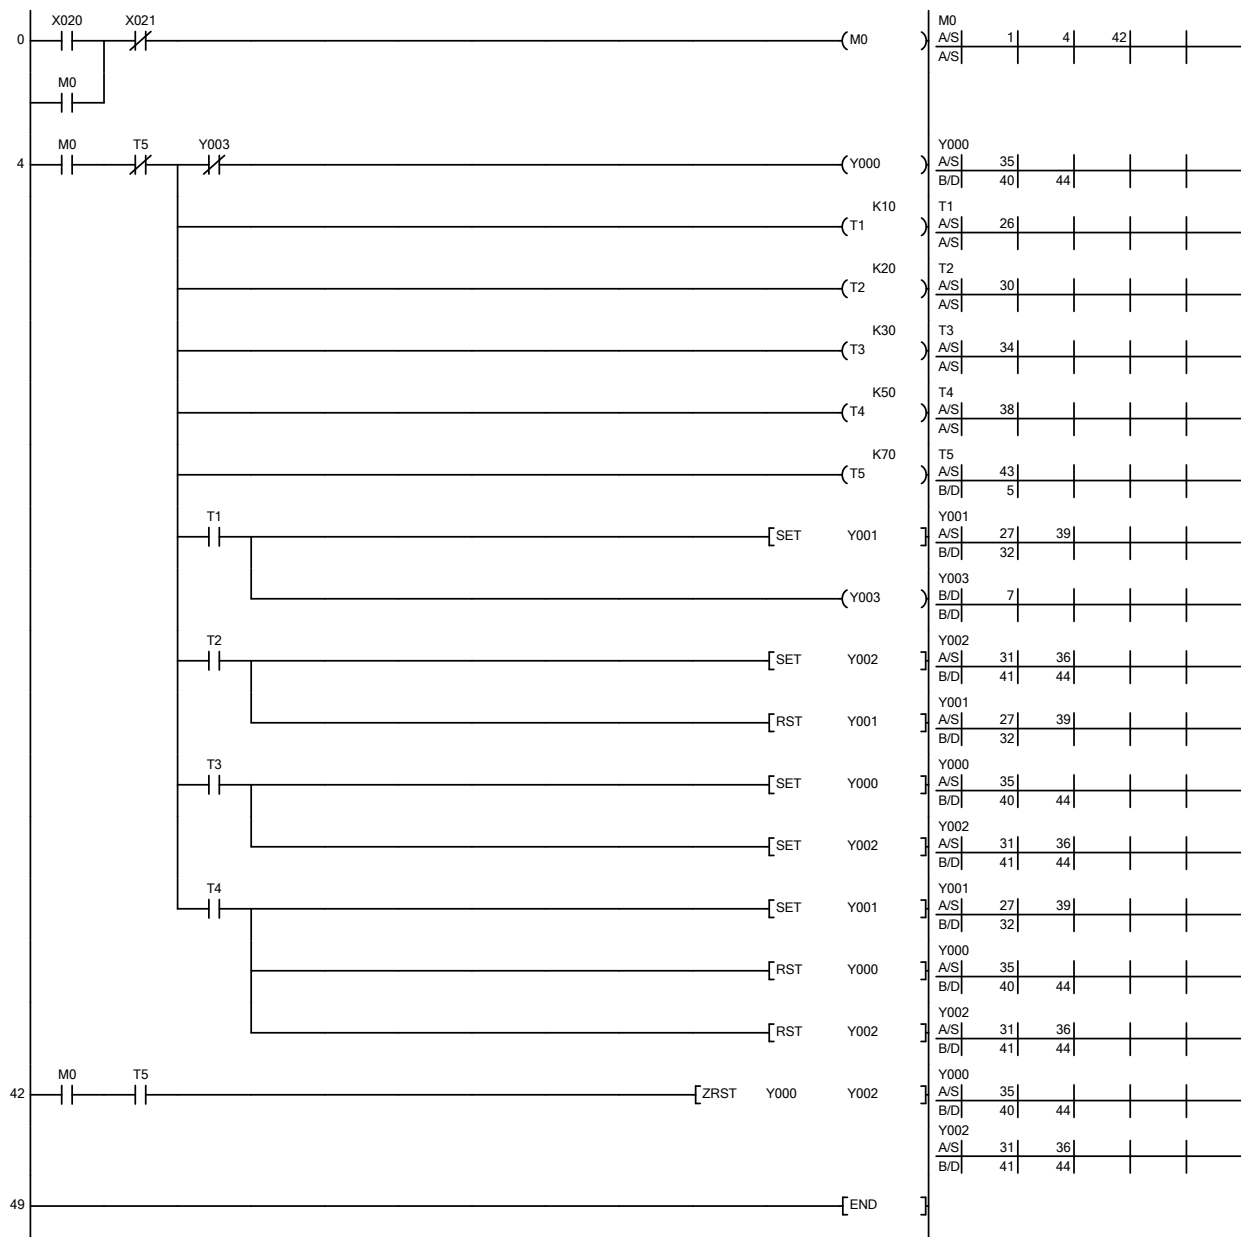 X020 X021 M0
0 (M0 ) A/S 1 4 42
A/S
M0
M0 T5 Y003 Y000
4 (Y000 ) A/S 35
B/D 40 44
K10 T1
(T1 ) A/S 26
A/S
K20 T2
(T2 ) A/S 30
A/S
K30 T3
(T3 ) A/S 34
A/S
K50 T4
(T4 ) A/S 38
A/S
K70 T5
(T5 ) A/S 43
B/D 5
T1 Y001
[SET Y001 ] A/S 27 39
B/D 32
Y003
(Y003 ) B/D 7
B/D
T2 Y002
[SET Y002 ] A/S 31 36
B/D 41 44
Y001
[RST Y001 ] A/S 27 39
B/D 32
T3 Y000
[SET Y000 ] A/S 35
B/D 40 44
Y002
[SET Y002 ] A/S 31 36
B/D 41 44
T4 Y001
[SET Y001 ] A/S 27 39
B/D 32
Y000
[RST Y000 ] A/S 35
B/D 40 44
Y002
[RST Y002 ] A/S 31 36
B/D 41 44
M0 T5 Y000
42 [ZRST Y000 Y002 ] A/S 35
B/D 40 44
Y002
A/S 31 36
B/D 41 44
49 [END ]